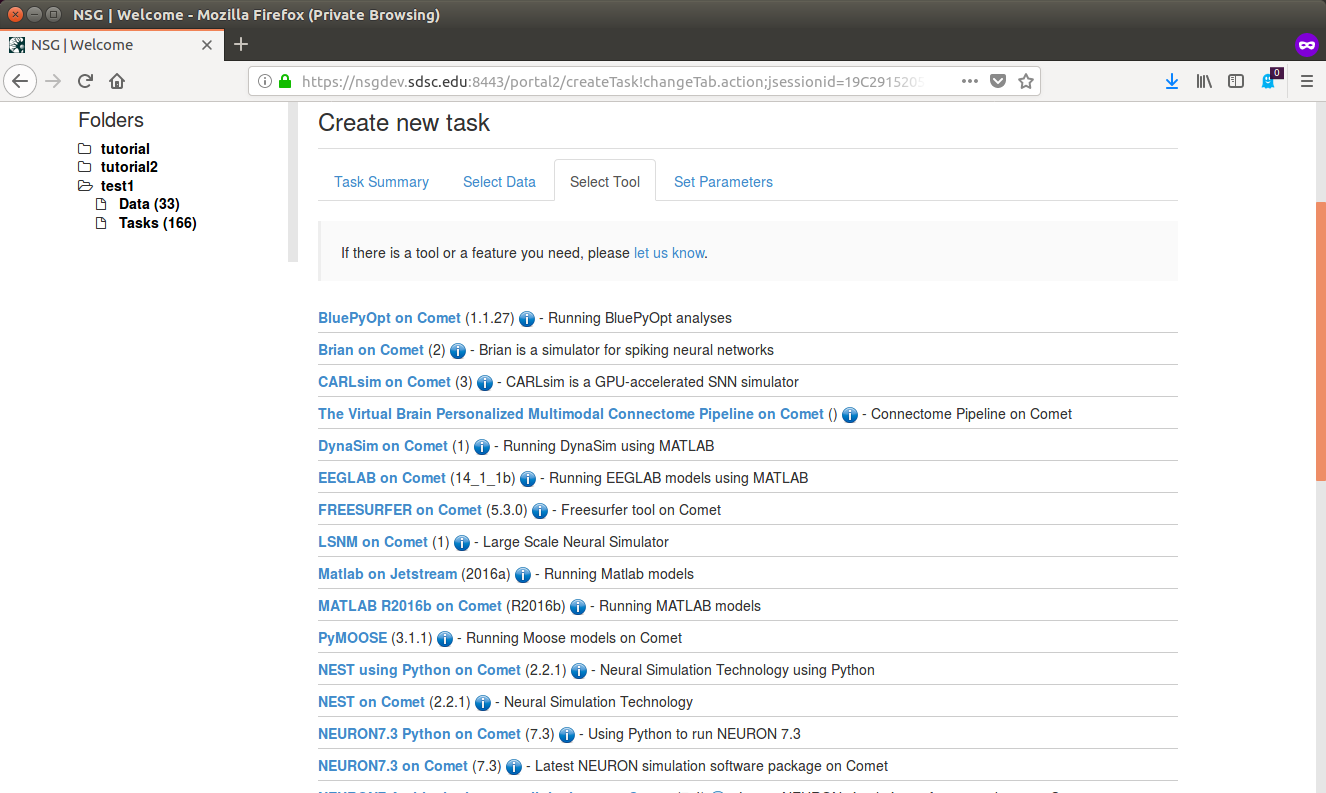 NSG | Welcome - Mozilla Firefox (Private Browsing)
NSG | Welcome
https://nsgdev.sdsc.edu:8443/portal2/createTask!changeTab.action;jsessionid=19C2915205
0
Folders
tutorial
tutorial2
test1
Data (33)
Tasks (166)
Create new task
Task Summary Select Data Select Tool Set Parameters
If there is a tool or a feature you need, please let us know.
BluePyOpt on Comet (1.1.27) i - Running BluePyOpt analyses
Brian on Comet (2) i - Brian is a simulator for spiking neural networks
CARLsim on Comet (3) i - CARLsim is a GPU-accelerated SNN simulator
The Virtual Brain Personalized Multimodal Connectome Pipeline on Comet () i - Connectome Pipeline on Comet
DynaSim on Comet (1) i - Running DynaSim using MATLAB
EEGLAB on Comet (14_1_1b) i - Running EEGLAB models using MATLAB
FREESURFER on Comet (5.3.0) i - Freesurfer tool on Comet
LSNM on Comet (1) i - Large Scale Neural Simulator
Matlab on Jetstream (2016a) i - Running Matlab models
MATLAB R2016b on Comet (R2016b) i - Running MATLAB models
PyMOOSE (3.1.1) i - Running Moose models on Comet
NEST using Python on Comet (2.2.1) i - Neural Simulation Technology using Python
NEST on Comet (2.2.1) i - Neural Simulation Technology
NEURON7.3 Python on Comet (7.3) i - Using Python to run NEURON 7.3
NEURON7.3 on Comet (7.3) i - Latest NEURON simulation software package on Comet